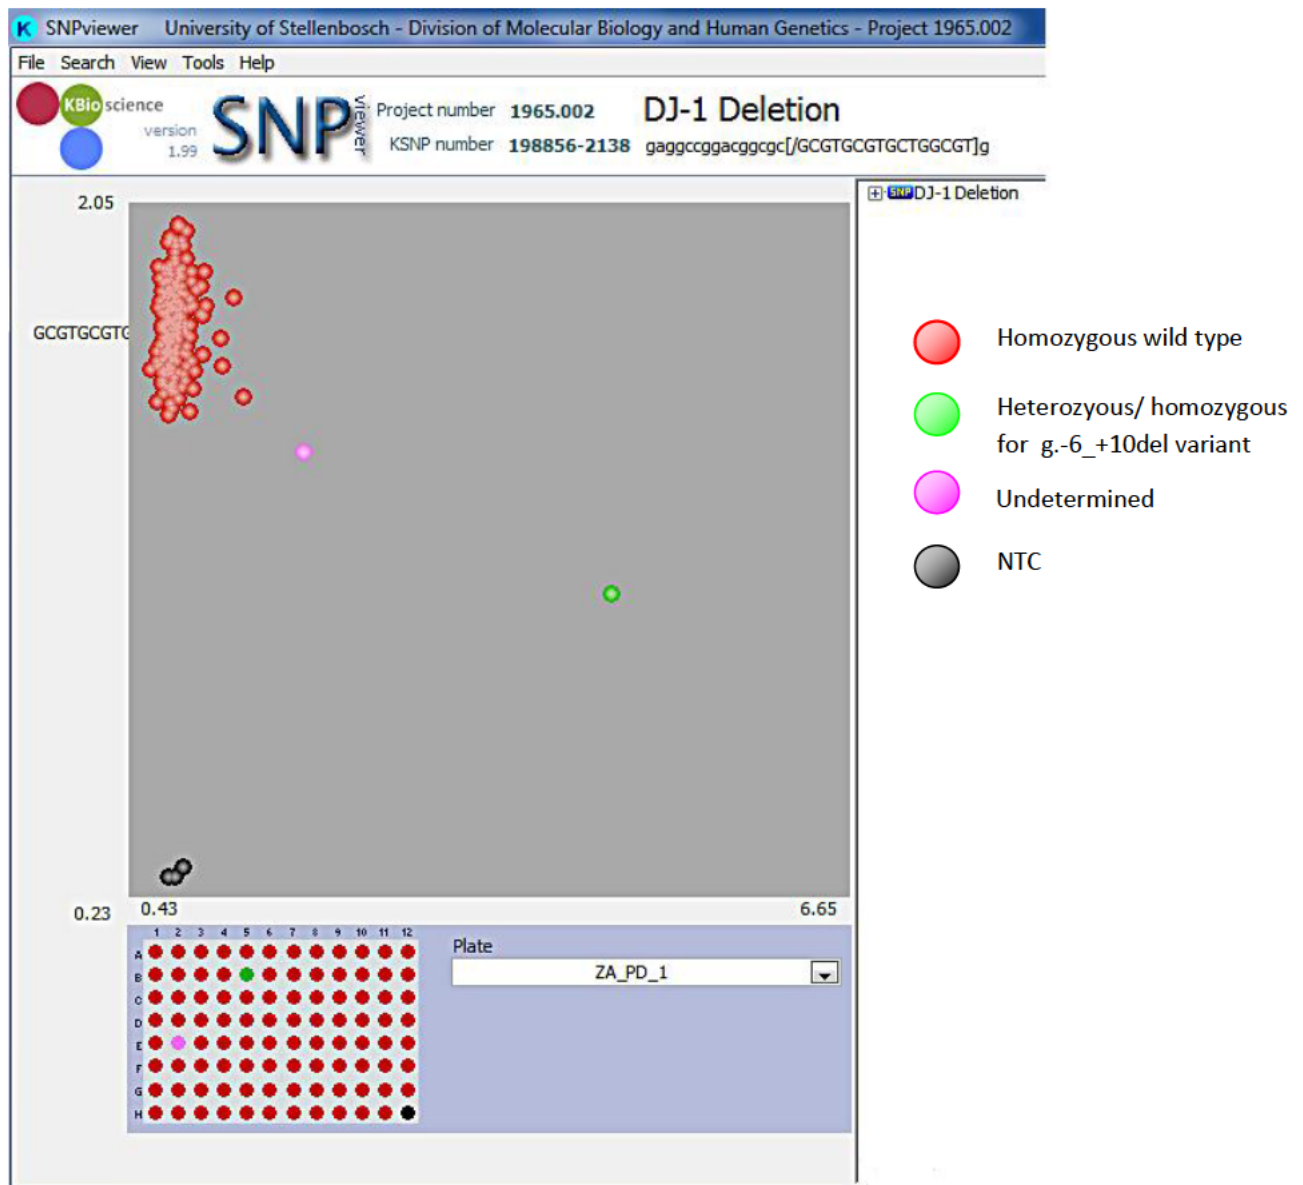 K SNPviewer University of Stellenbosch - Division of Molecular Biology and Human Genetics - Project 1965.002
File Search View Tools Help
KBioscience
version
1.99
SNP
viewer
Project number 1965.002
KSNP number 198856-2138
DJ-1 Deletion
gaggccggacggcgc[/GCGTGCGTGCTGGCGT]g
SNP DJ-1 Deletion
2.05
GCGTGCGTG
0.23
0.43
6.65
Homozygous wild type
Heterozyous/ homozygous
for g.-6_+10del variant
Undetermined
NTC
1 2 3 4 5 6 7 8 9 10 11 12
A
B
C
D
E
F
G
H
Plate
ZA_PD_1